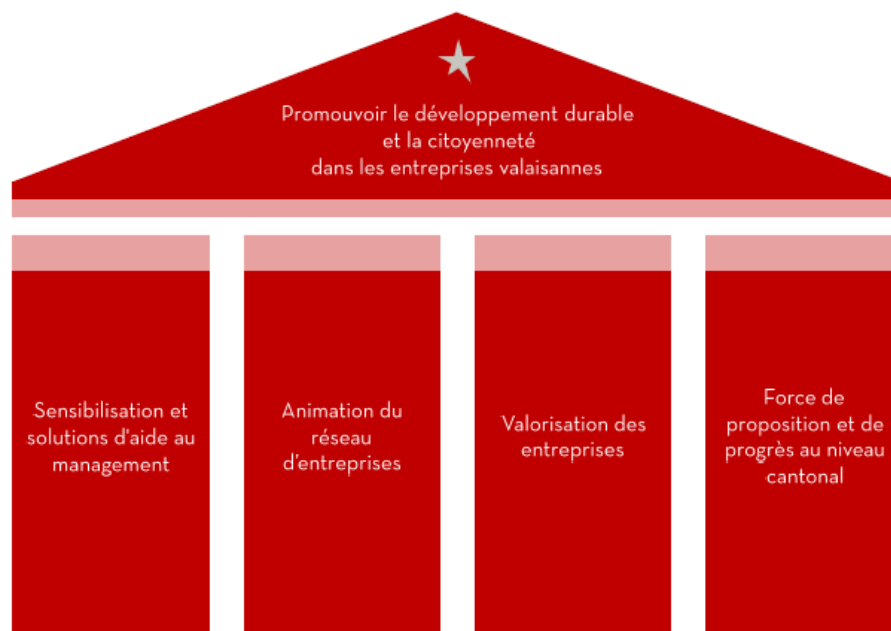 Promouvoir le développement durable
et la citoyenneté
dans les entreprises valaisannes
Sensibilisation et
solutions d'aide au
management
Animation du
réseau
d’entreprises
Valorisation des
entreprises
Force de
proposition et de
progrès au niveau
cantonal